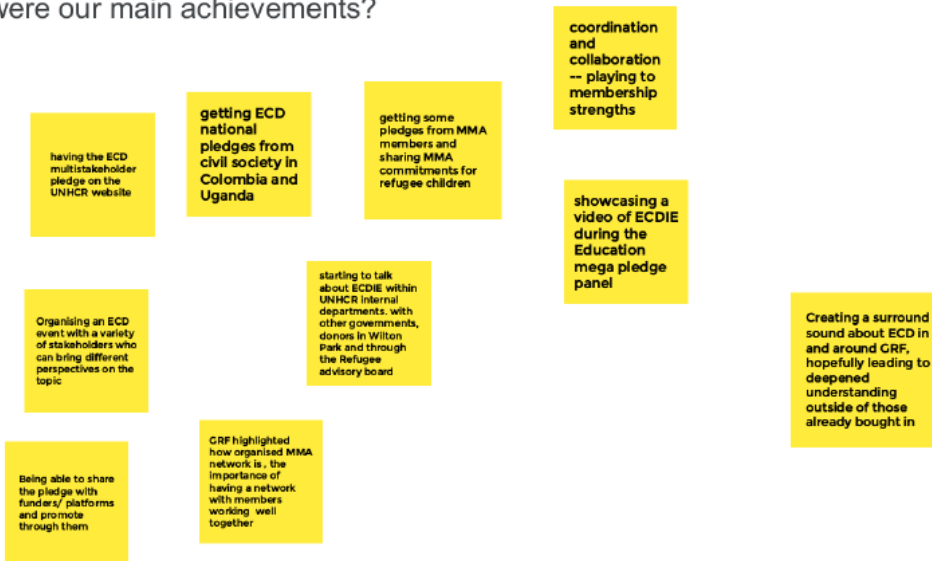 were our main achievements?
coordination
and
collaboration
-- playing to
membership
strengths
getting ECD
national
pledges from
civil society in
Colombia and
Uganda
getting some
pledges from MMA
members and
sharing MMA
commitments for
refugee children
having the ECD
multistakeholder
pledge on the
UNHCR website
showcasing a
video of ECDIE
during the
Education
mega pledge
panel
starting to talk
about ECDIE within
UNHCR internal
departments. with
other governments,
donors in Wilton
Park and through
the Refugee
advisory board
Organising an ECD
event with a variety
of stakeholders who
can bring different
perspectives on the
topic
Creating a surround
sound about ECD in
and around GRF,
hopefully leading to
deepened
understanding
outside of those
already bought in
GRF highlighted
how organised MMA
network is , the
importance of
having a network
with members
working well
together
Being able to share
the pledge with
funders/ platforms
and promote
through them